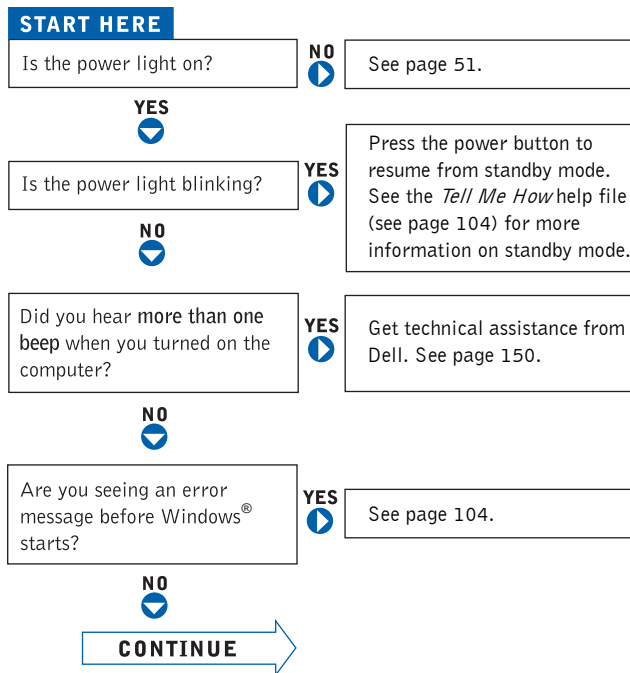 START HERE
Is the power light on?
NO
See page 51.
YES
Is the power light blinking?
YES
Press the power button to
resume from standby mode.
See the Tell Me How help file
(see page 104) for more
information on standby mode.
NO
Did you hear more than one
beep when you turned on the
computer?
YES
Get technical assistance from
Dell. See page 150.
NO
Are you seeing an error
message before Windows®
starts?
YES
See page 104.
NO
CONTINUE